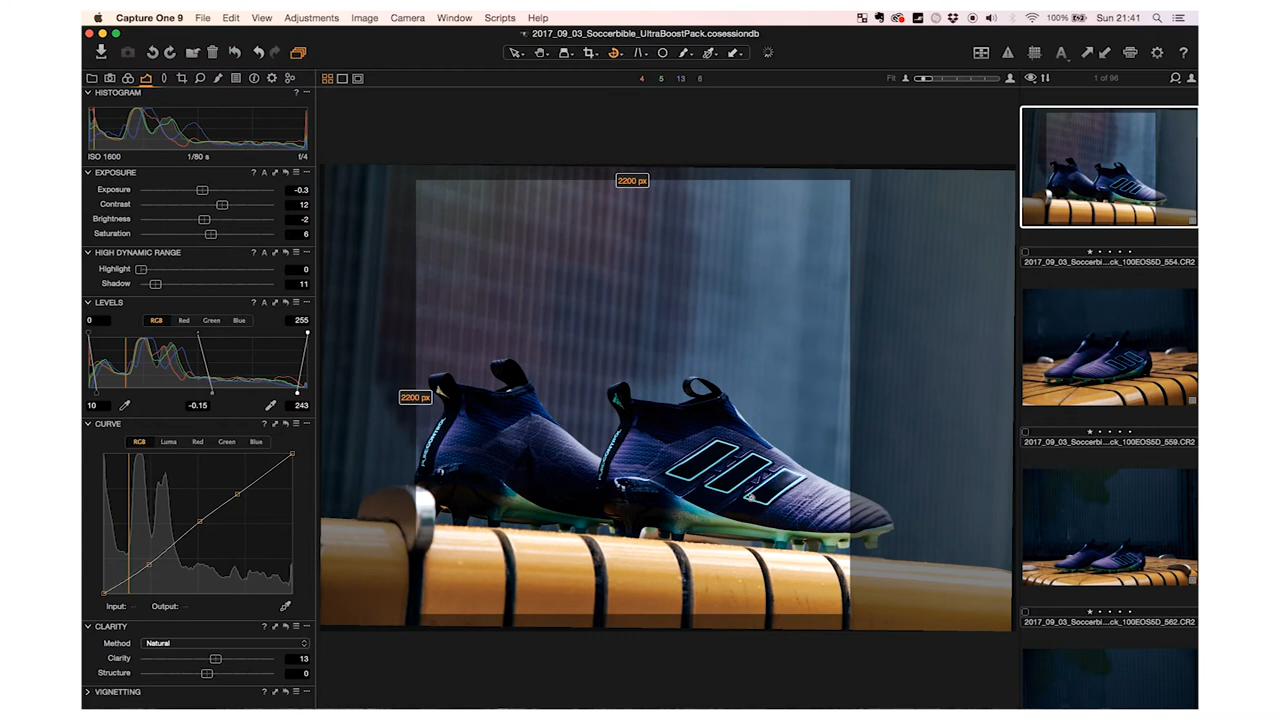 Capture One 9 File Edit View Adjustments Image Camera Window Scripts Help 100% Sun 21:41
2017_09_03_Soccerbible_UltraBoostPack.cosessiondb
4 5 13 6 Fit 1 of 96
HISTOGRAM
ISO 1600 1/80 s f/4
EXPOSURE
Exposure -0.3
Contrast 12
Brightness -2
Saturation 6
HIGH DYNAMIC RANGE
Highlight 0
Shadow 11
LEVELS
0 RGB Red Green Blue 255
10 -0.15 243
CURVE
RGB Luma Red Green Blue
Input: -- Output: --
CLARITY
Method Natural
Clarity 13
Structure 0
VIGNETTING
2200 px
2200 px
PURECONTROL
PURECONTROL
2017_09_03_Soccerbi...ck_100EOS5D_554.CR2
2017_09_03_Soccerbi...ck_100EOS5D_559.CR2
2017_09_03_Soccerbi...ck_100EOS5D_562.CR2